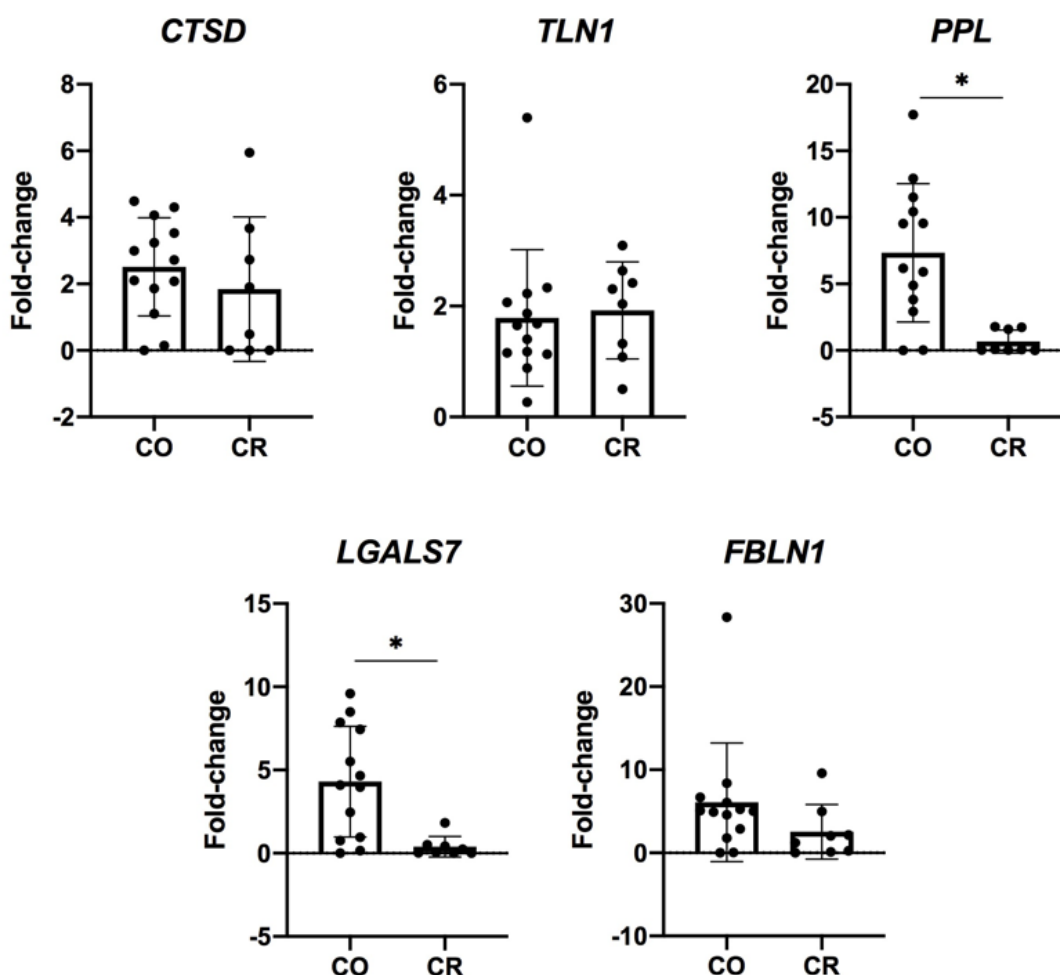 CTSD
TLN1
PPL
Fold-change
8
6
4
2
0
-2
CO
CR
Fold-change
6
4
2
0
CO
CR
Fold-change
20
15
10
5
0
-5
*
CO
CR
LGALS7
FBLN1
Fold-change
15
10
5
0
-5
*
CO
CR
Fold-change
30
20
10
0
-10
CO
CR